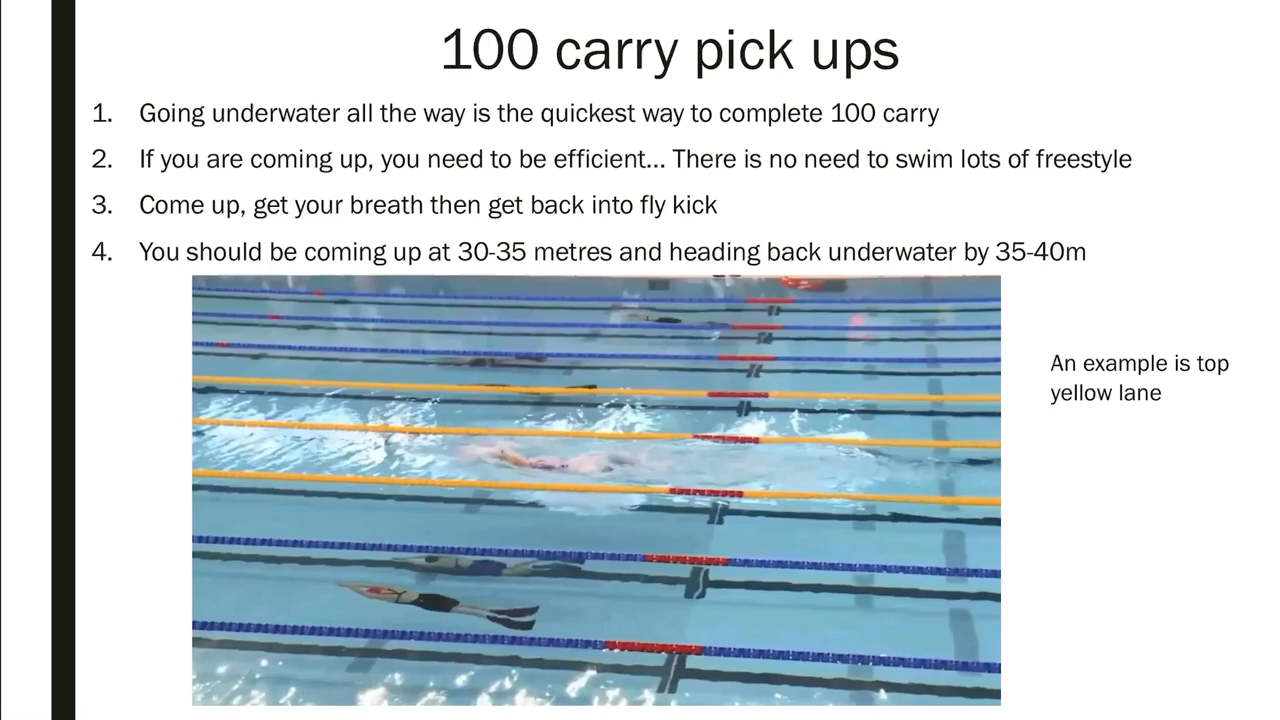 100 carry pick ups
1. Going underwater all the way is the quickest way to complete 100 carry
2. If you are coming up, you need to be efficient... There is no need to swim lots of freestyle
3. Come up, get your breath then get back into fly kick
4. You should be coming up at 30-35 metres and heading back underwater by 35-40m
An example is top
yellow lane